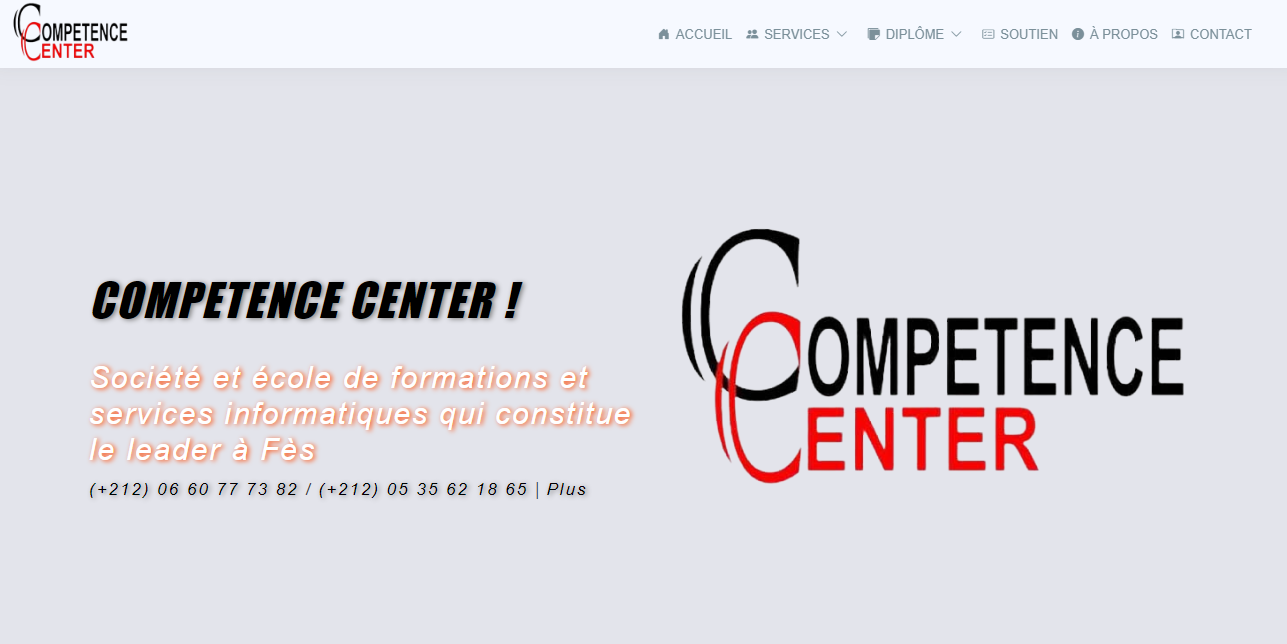 COMPETENCE
CENTER
ACCUEIL SERVICES DIPLÔME SOUTIEN À PROPOS CONTACT
COMPETENCE CENTER !
Société et école de formations et
services informatiques qui constitue
le leader à Fès
(+212) 06 60 77 73 82 / (+212) 05 35 62 18 65 | Plus
COMPETENCE
CENTER